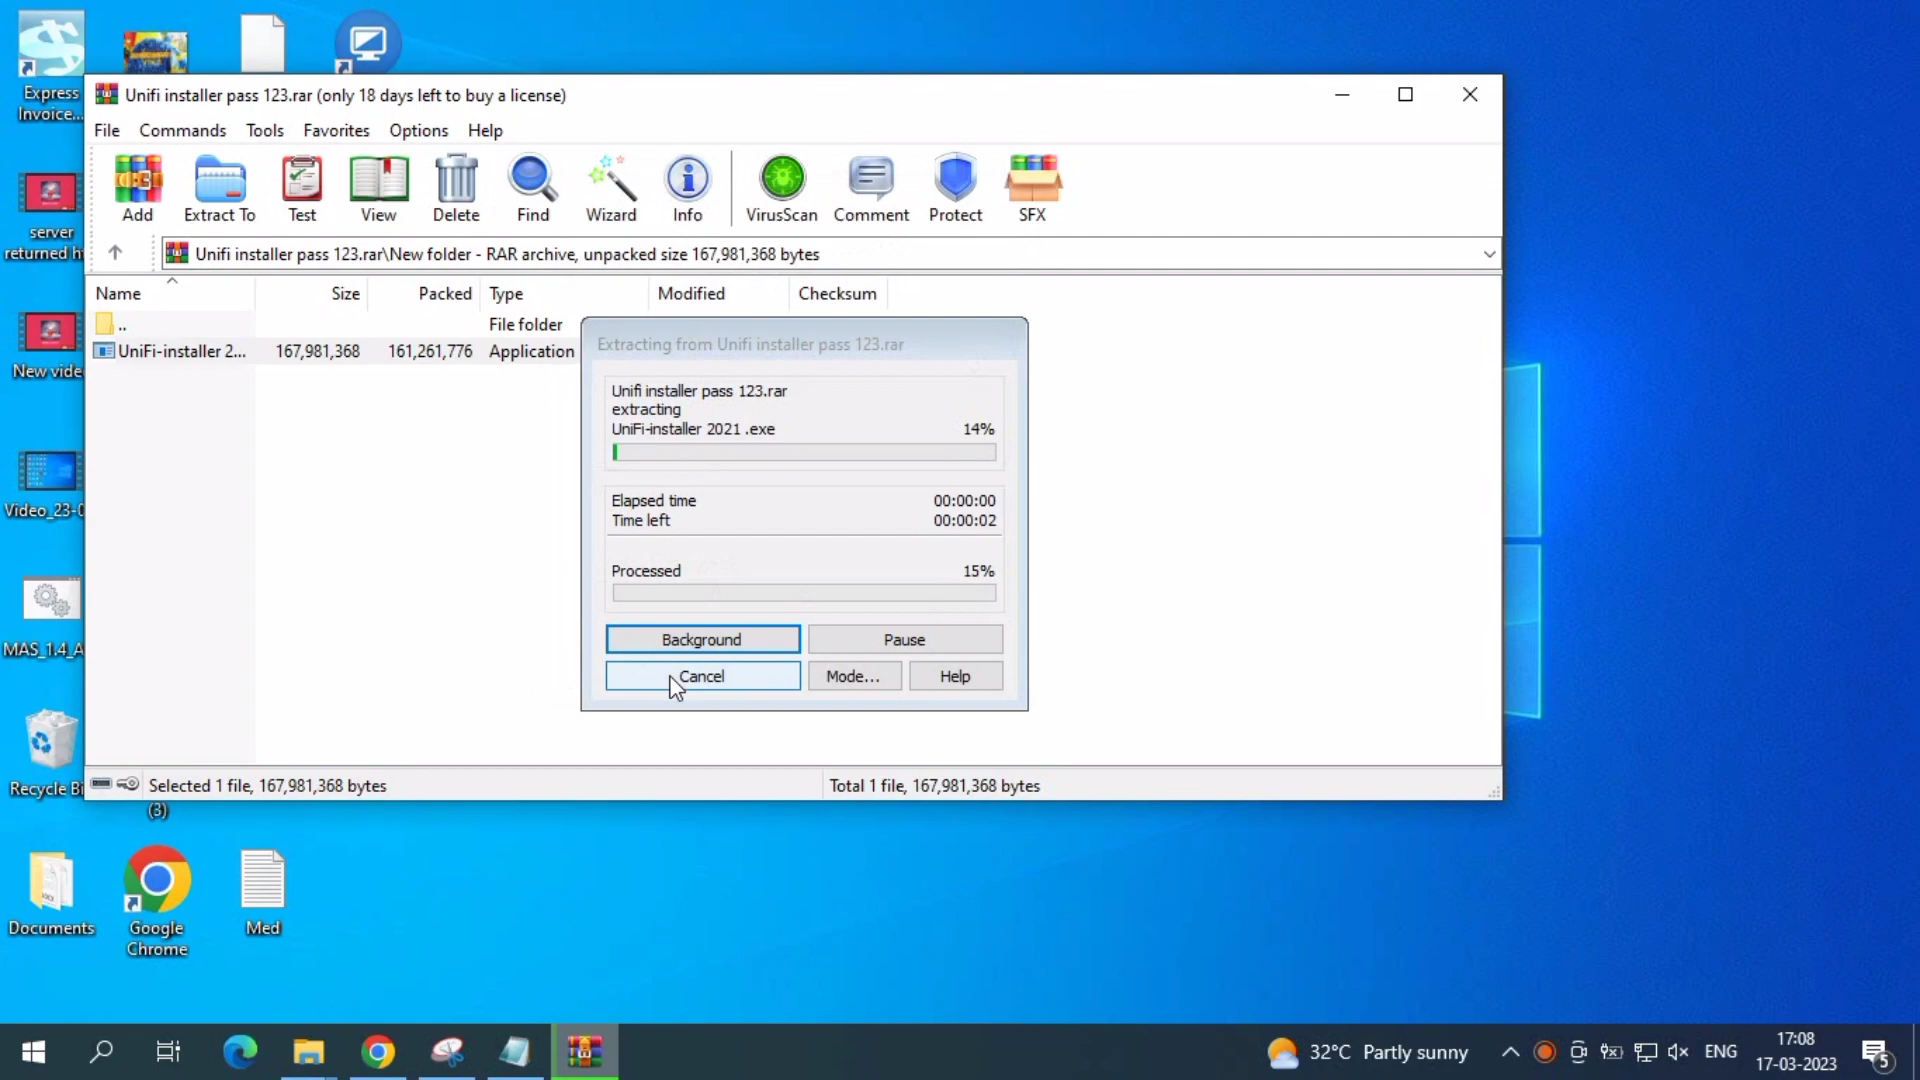 Express
Invoice...
server
returned h
New vide
Video_23-0
MAS_1.4_A
Recycle Bi
(3)
Documents
Google
Chrome
Med
Unifi installer pass 123.rar (only 18 days left to buy a license)
File Commands Tools Favorites Options Help
Add Extract To Test View Delete Find Wizard Info VirusScan Comment Protect SFX
Unifi installer pass 123.rar\New folder - RAR archive, unpacked size 167,981,368 bytes
Name Size Packed Type Modified Checksum
.. File folder
UniFi-installer 2... 167,981,368 161,261,776 Application
Extracting from Unifi installer pass 123.rar
Unifi installer pass 123.rar
extracting
UniFi-installer 2021 .exe 14%
Elapsed time 00:00:00
Time left 00:00:02
Processed 15%
Background Pause
Cancel Mode... Help
Selected 1 file, 167,981,368 bytes Total 1 file, 167,981,368 bytes
32°C Partly sunny ENG 17:08
17-03-2023 5